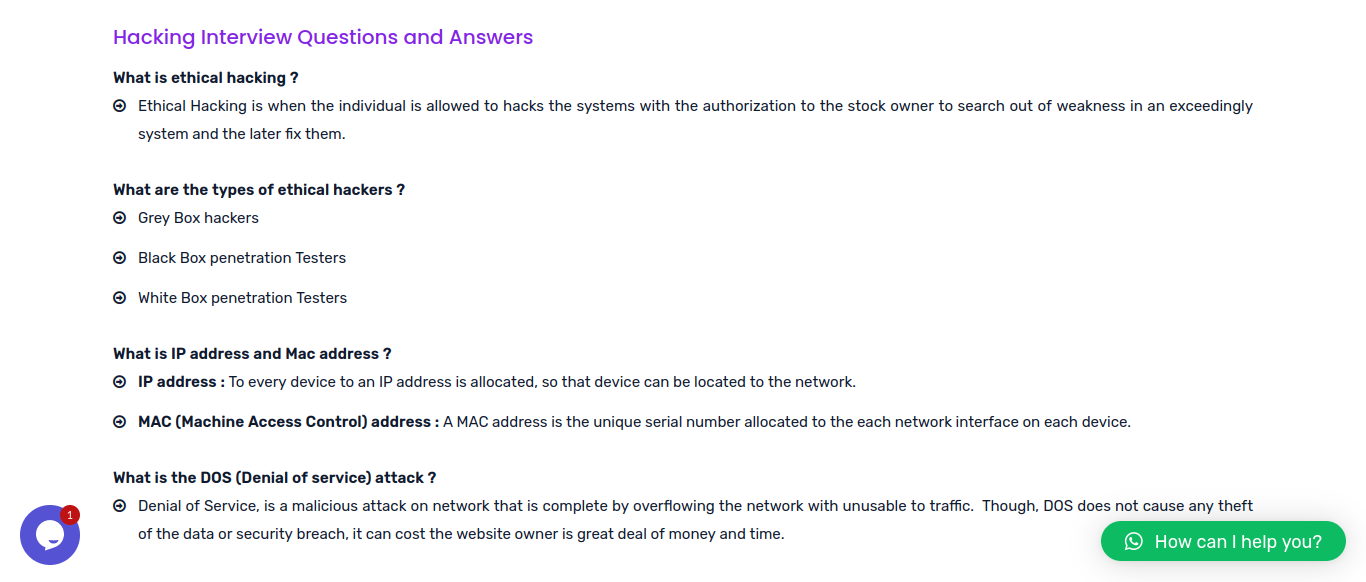 Hacking Interview Questions and Answers
What is ethical hacking ?
Ethical Hacking is when the individual is allowed to hacks the systems with the authorization to the stock owner to search out of weakness in an exceedingly
system and the later fix them.
What are the types of ethical hackers ?
Grey Box hackers
Black Box penetration Testers
White Box penetration Testers
What is IP address and Mac address ?
IP address : To every device to an IP address is allocated, so that device can be located to the network.
MAC (Machine Access Control) address : A MAC address is the unique serial number allocated to the each network interface on each device.
What is the DOS (Denial of service) attack ?
Denial of Service, is a malicious attack on network that is complete by overflowing the network with unusable to traffic.  Though, DOS does not cause any theft
of the data or security breach, it can cost the website owner is great deal of money and time.
1
How can I help you?